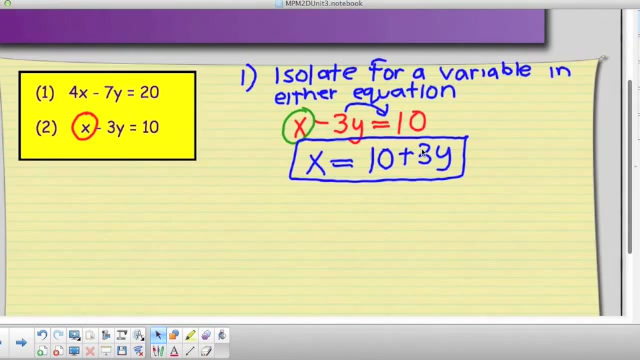 MPM2DUnit3.notebook
(1) 4x - 7y = 20
(2) x - 3y = 10
1) Isolate for a variable in
either equation
x - 3y = 10
x = 10 + 3y